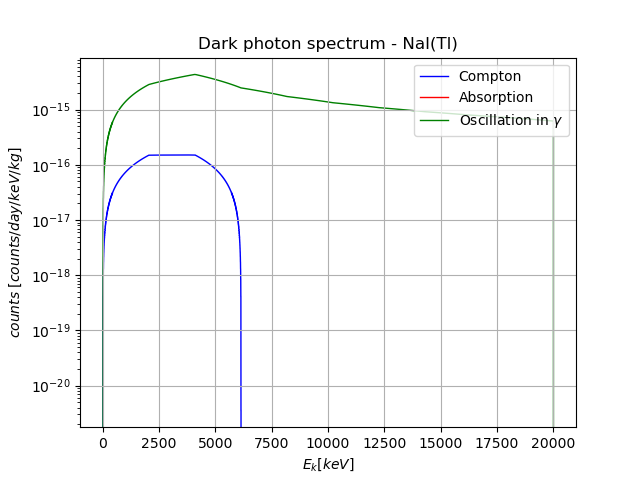 Dark photon spectrum - NaI(Tl)
Compton
Absorption
Oscillation in γ
10⁻¹⁵
10⁻¹⁶
10⁻¹⁷
10⁻¹⁸
10⁻¹⁹
10⁻²⁰
counts [counts/day/keV/kg]
0 2500 5000 7500 10000 12500 15000 17500 20000
Eₖ[keV]